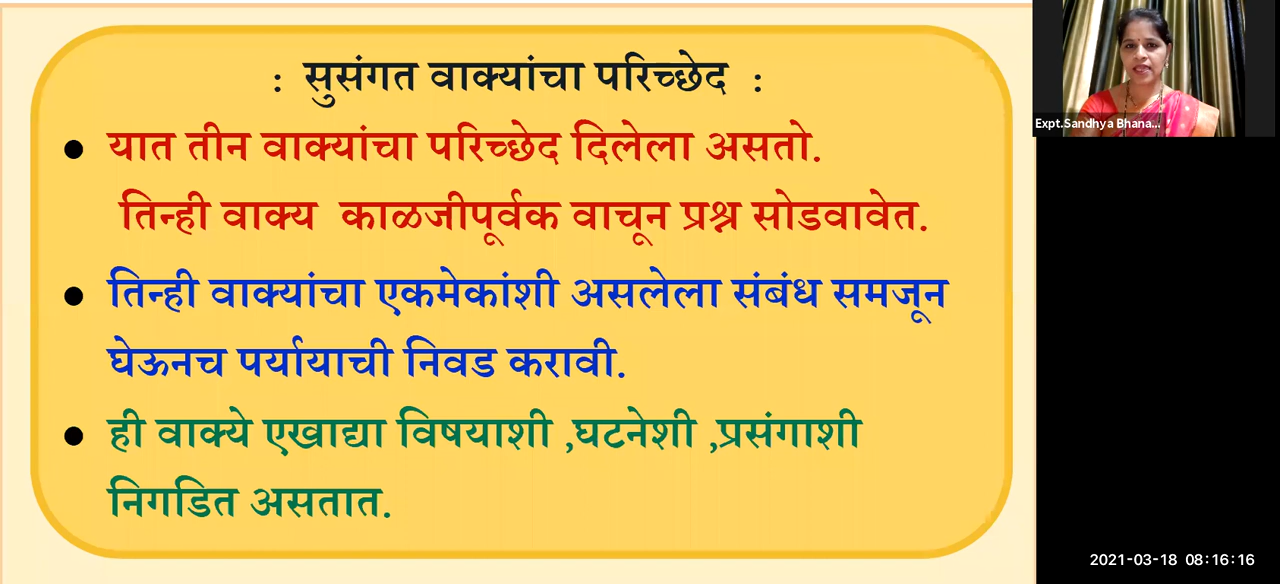 : सुसंगत वाक्यांचा परिच्छेद :
● यात तीन वाक्यांचा परिच्छेद दिलेला असतो.
तिन्ही वाक्य काळजीपूर्वक वाचून प्रश्न सोडवावेत.
● तिन्ही वाक्यांचा एकमेकांशी असलेला संबंध समजून
घेऊनच पर्यायाची निवड करावी.
● ही वाक्ये एखाद्या विषयाशी ,घटनेशी ,प्रसंगाशी
निगडित असतात.
Expt.Sandhya Bhana...
2021-03-18 08:16:16